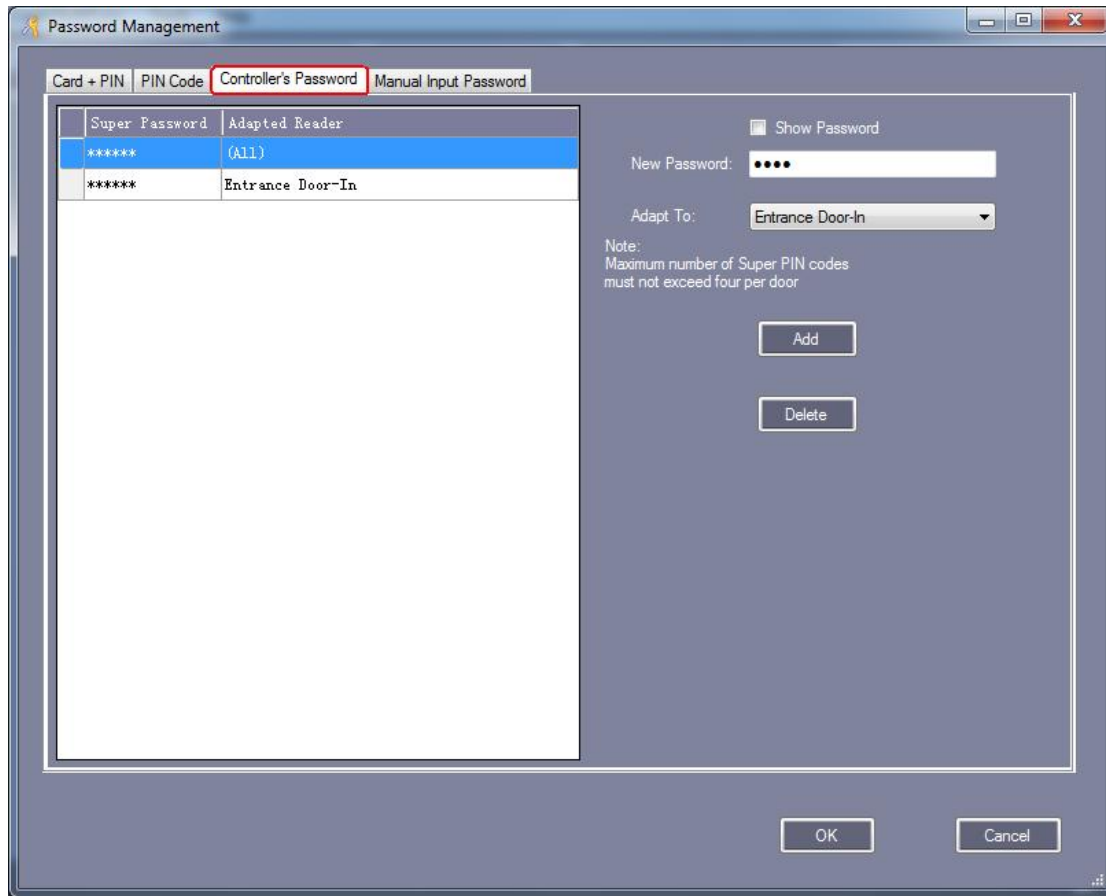 Password Management
Card + PIN PIN Code Controller's Password Manual Input Password
Super Password Adapted Reader
****** (All)
****** Entrance Door-In
Show Password
New Password: ●●●●
Adapt To: Entrance Door-In
Note:
Maximum number of Super PIN codes
must not exceed four per door
Add
Delete
OK Cancel